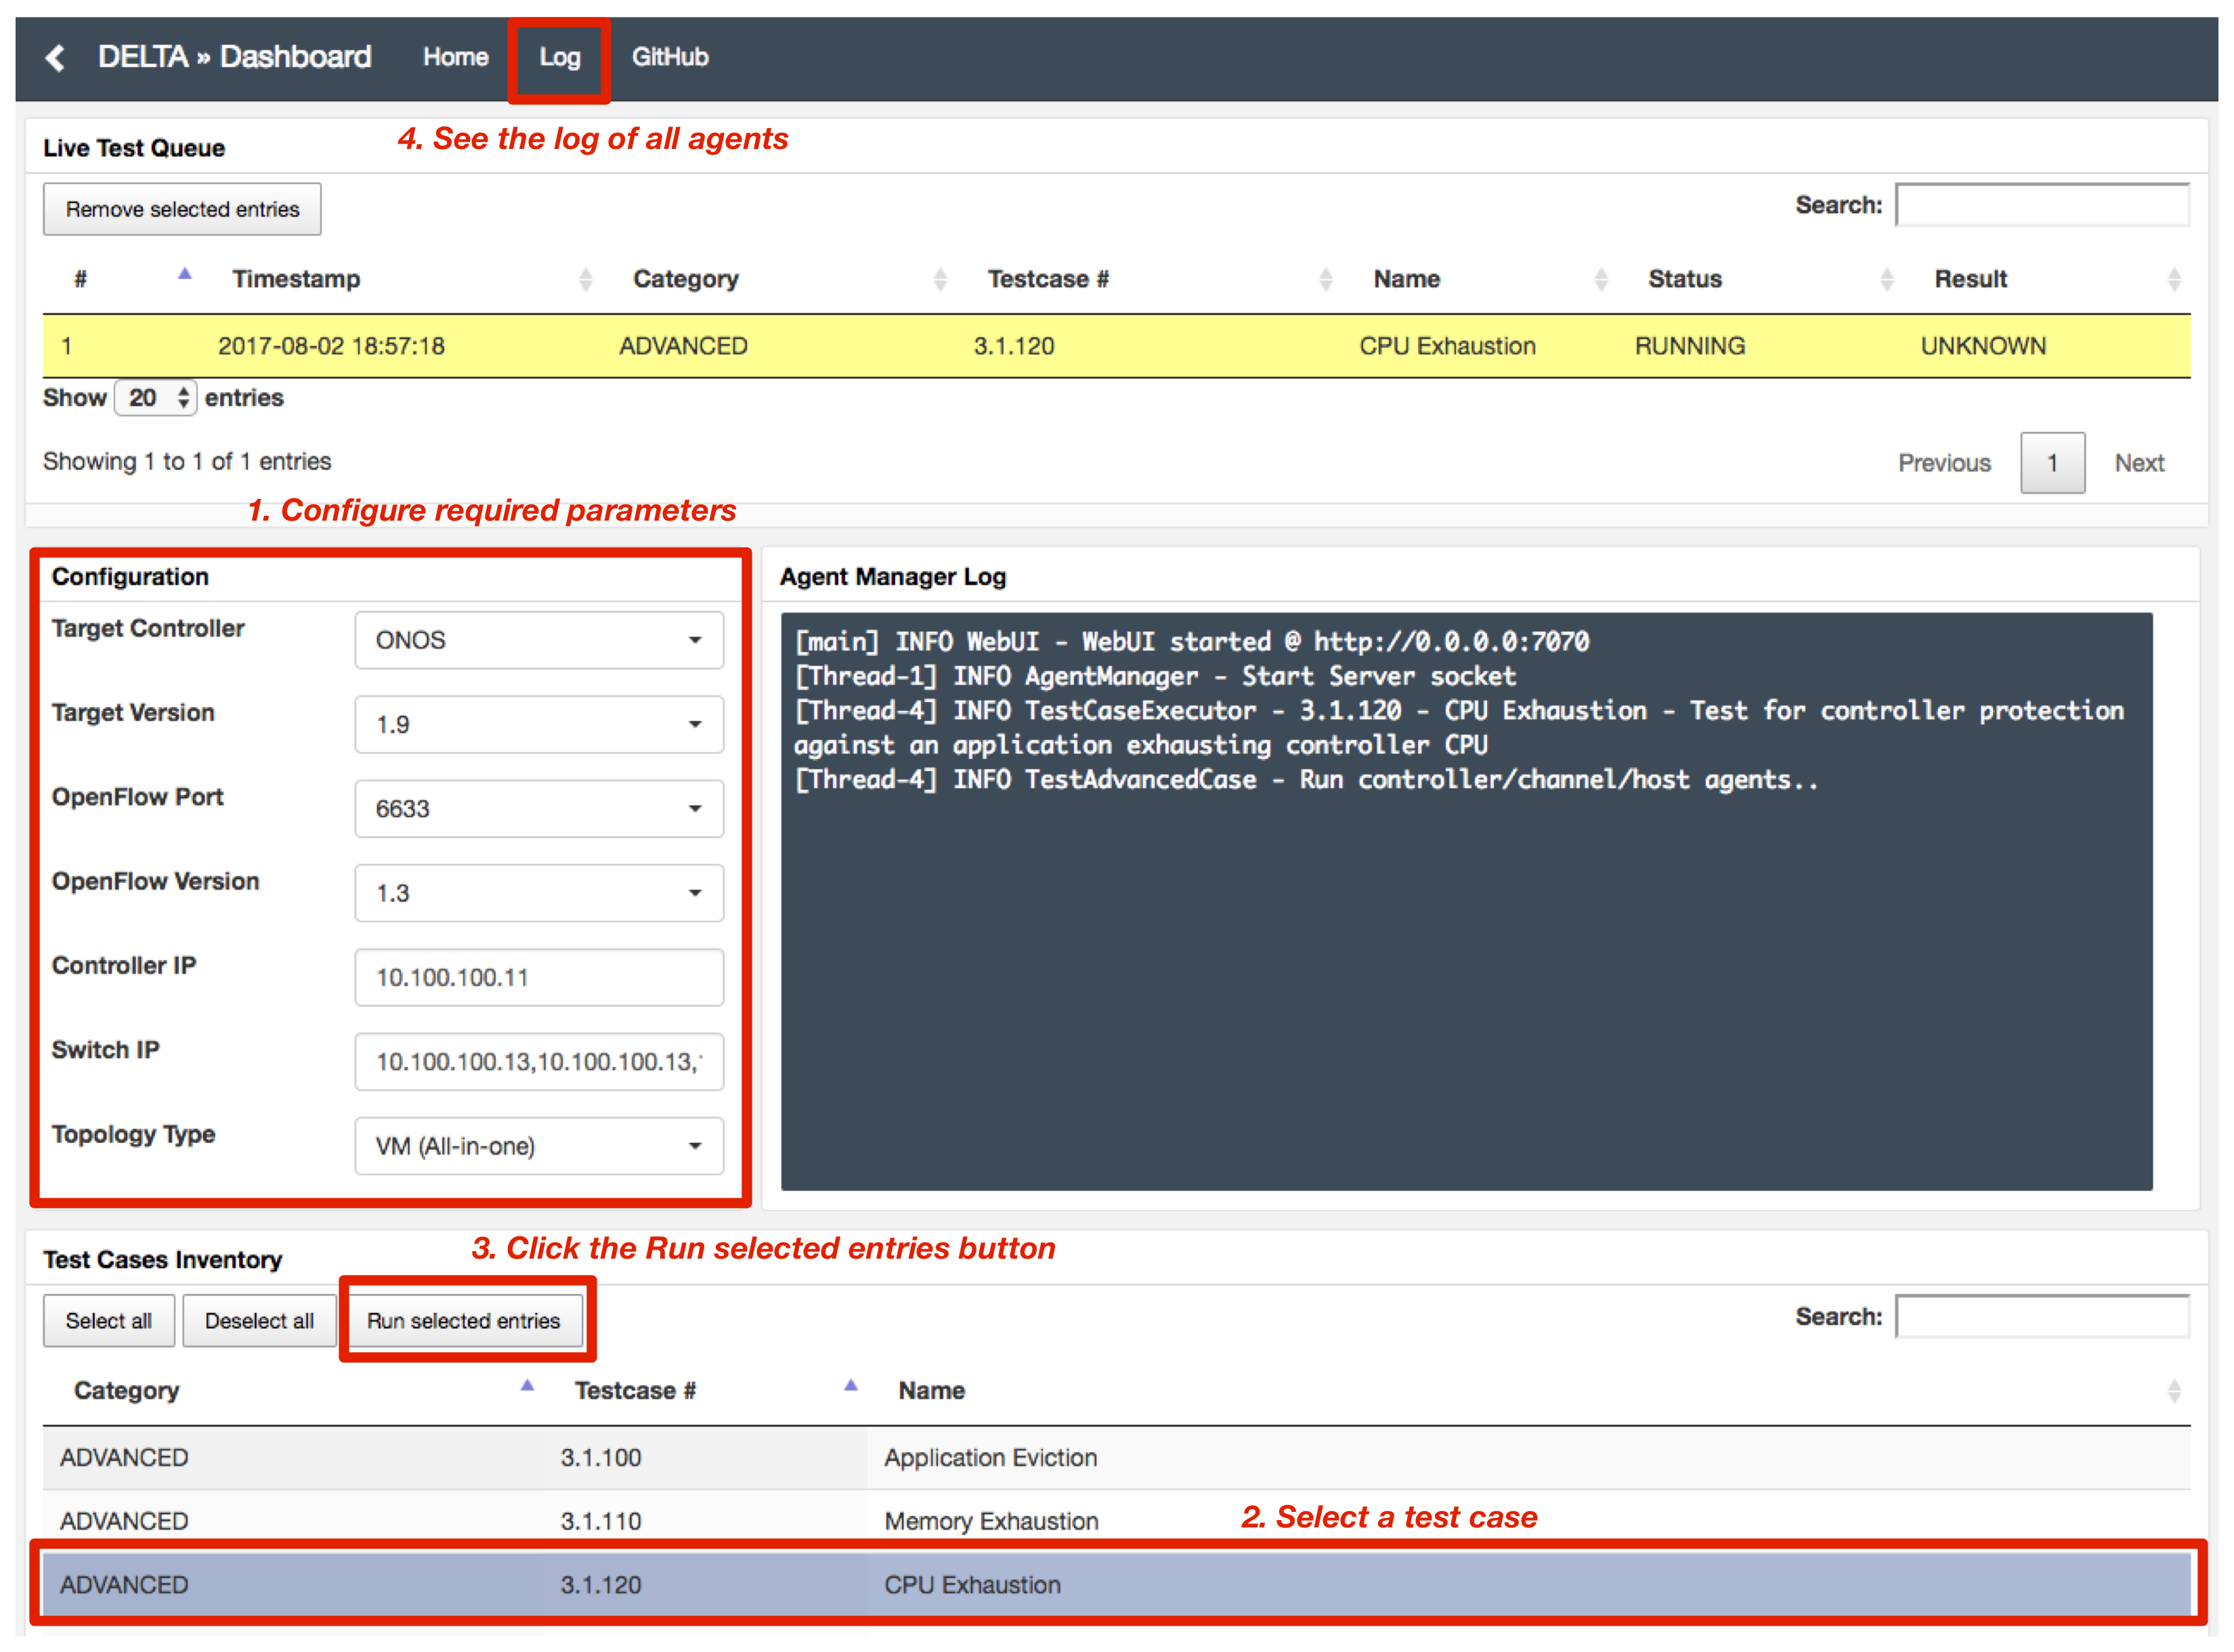 DELTA » Dashboard Home Log GitHub
4. See the log of all agents
Live Test Queue
Remove selected entries
Search:
# Timestamp Category Testcase # Name Status Result
1 2017-08-02 18:57:18 ADVANCED 3.1.120 CPU Exhaustion RUNNING UNKNOWN
Show 20 entries
Showing 1 to 1 of 1 entries
Previous 1 Next
1. Configure required parameters
Configuration
Target Controller ONOS
Target Version 1.9
OpenFlow Port 6633
OpenFlow Version 1.3
Controller IP 10.100.100.11
Switch IP 10.100.100.13,10.100.100.13,
Topology Type VM (All-in-one)
Agent Manager Log
[main] INFO WebUI - WebUI started @ http://0.0.0.0:7070
[Thread-1] INFO AgentManager - Start Server socket
[Thread-4] INFO TestCaseExecutor - 3.1.120 - CPU Exhaustion - Test for controller protection
against an application exhausting controller CPU
[Thread-4] INFO TestAdvancedCase - Run controller/channel/host agents..
3. Click the Run selected entries button
Test Cases Inventory
Select all Deselect all Run selected entries
Search:
Category Testcase # Name
ADVANCED 3.1.100 Application Eviction
ADVANCED 3.1.110 Memory Exhaustion
2. Select a test case
ADVANCED 3.1.120 CPU Exhaustion